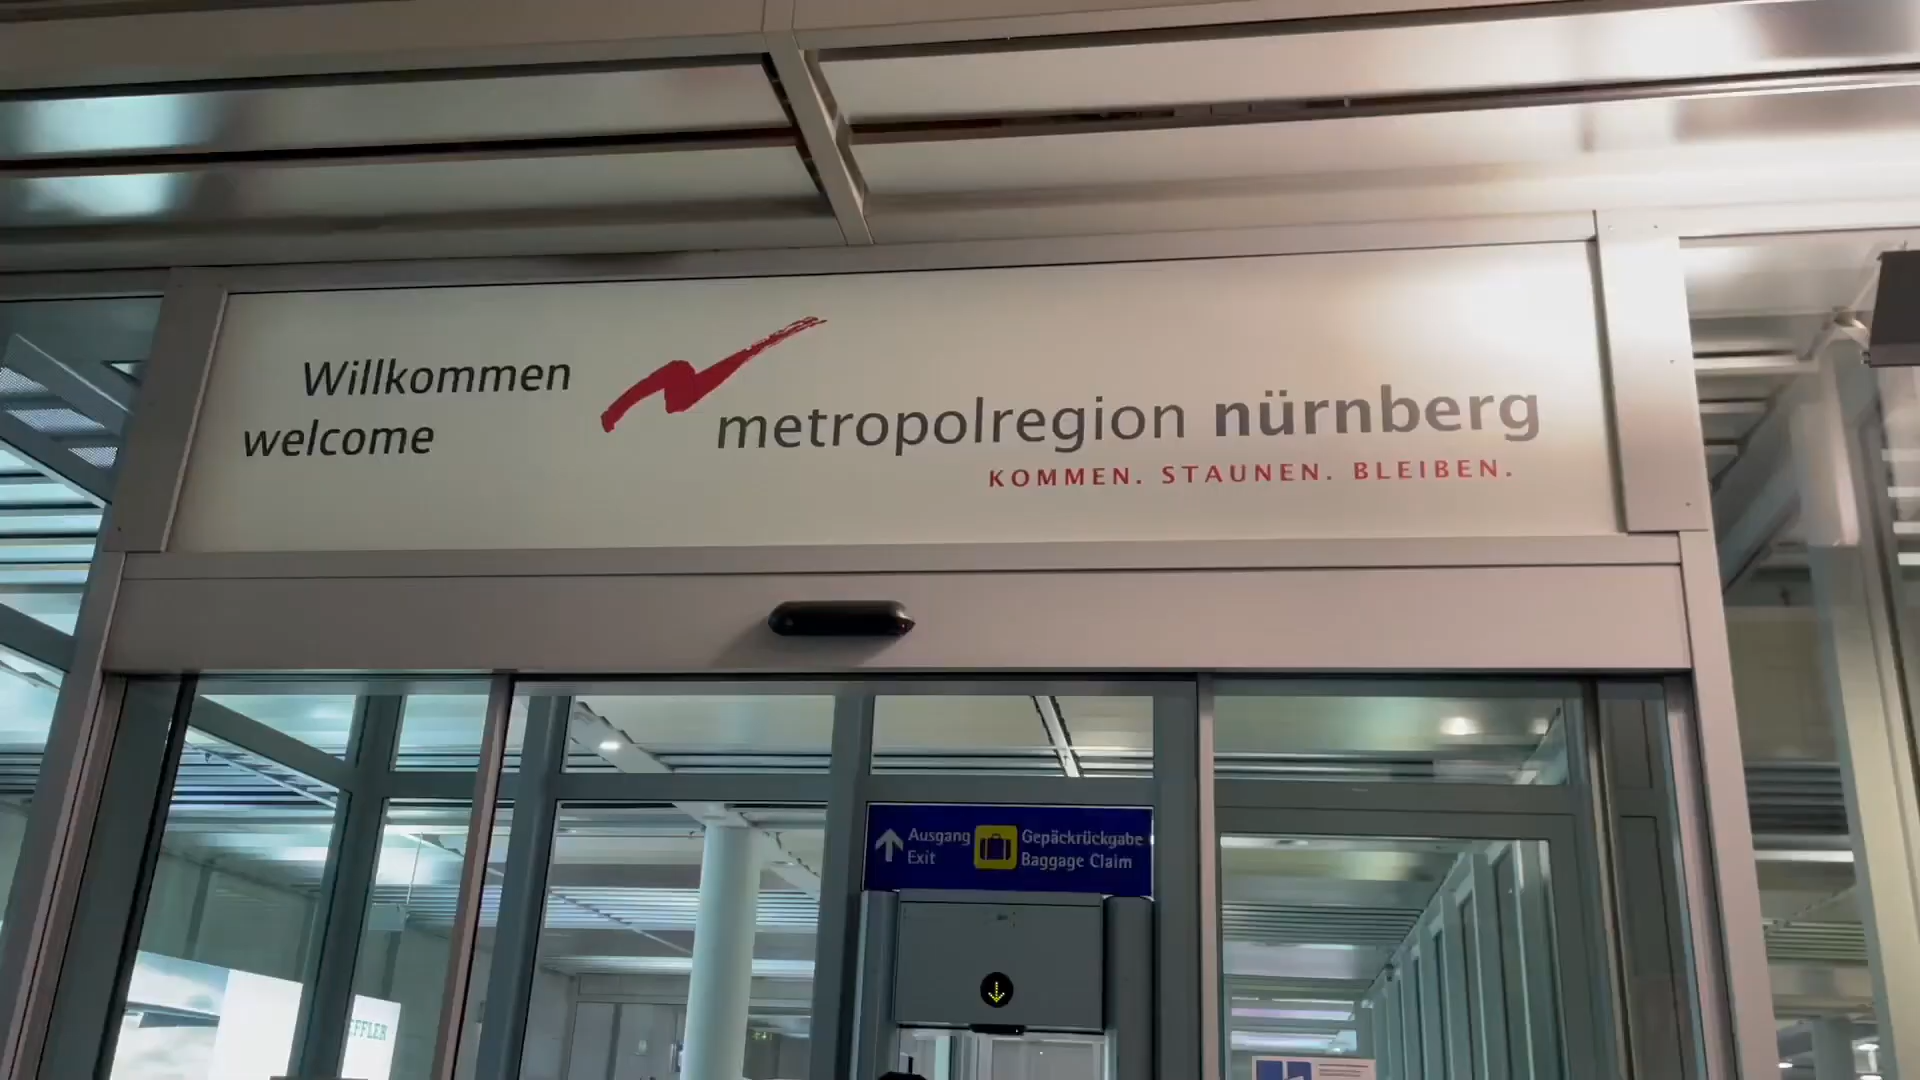 Willkommen
welcome
metropolregion nürnberg
KOMMEN. STAUNEN. BLEIBEN.
Ausgang
Exit
Gepäckrückgabe
Baggage Claim